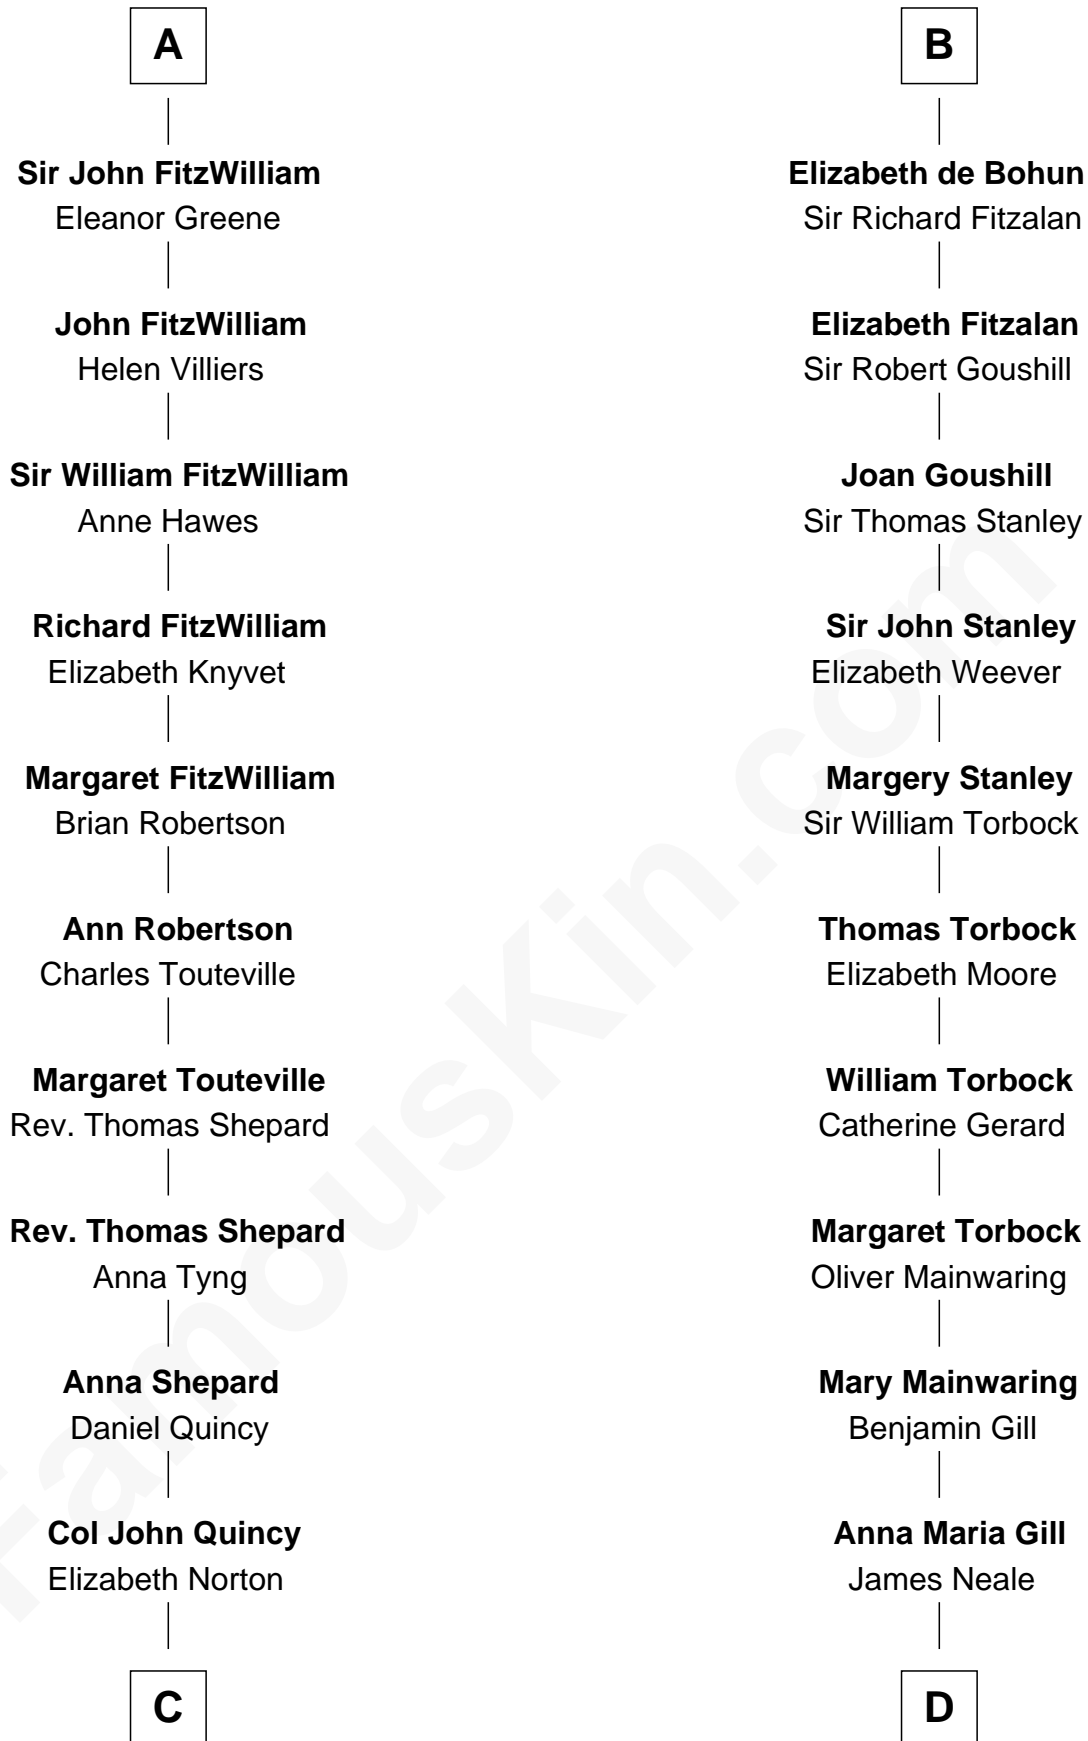 A
Sir John FitzWilliam
Eleanor Greene
John FitzWilliam
Helen Villiers
Sir William FitzWilliam
Anne Hawes
Richard FitzWilliam
Elizabeth Knyvet
Margaret FitzWilliam
Brian Robertson
Ann Robertson
Charles Touteville
Margaret Touteville
Rev. Thomas Shepard
Rev. Thomas Shepard
Anna Tyng
Anna Shepard
Daniel Quincy
Col John Quincy
Elizabeth Norton
C
B
Elizabeth de Bohun
Sir Richard Fitzalan
Elizabeth Fitzalan
Sir Robert Goushill
Joan Goushill
Sir Thomas Stanley
Sir John Stanley
Elizabeth Weever
Margery Stanley
Sir William Torbock
Thomas Torbock
Elizabeth Moore
William Torbock
Catherine Gerard
Margaret Torbock
Oliver Mainwaring
Mary Mainwaring
Benjamin Gill
Anna Maria Gill
James Neale
D
FamousKin.com